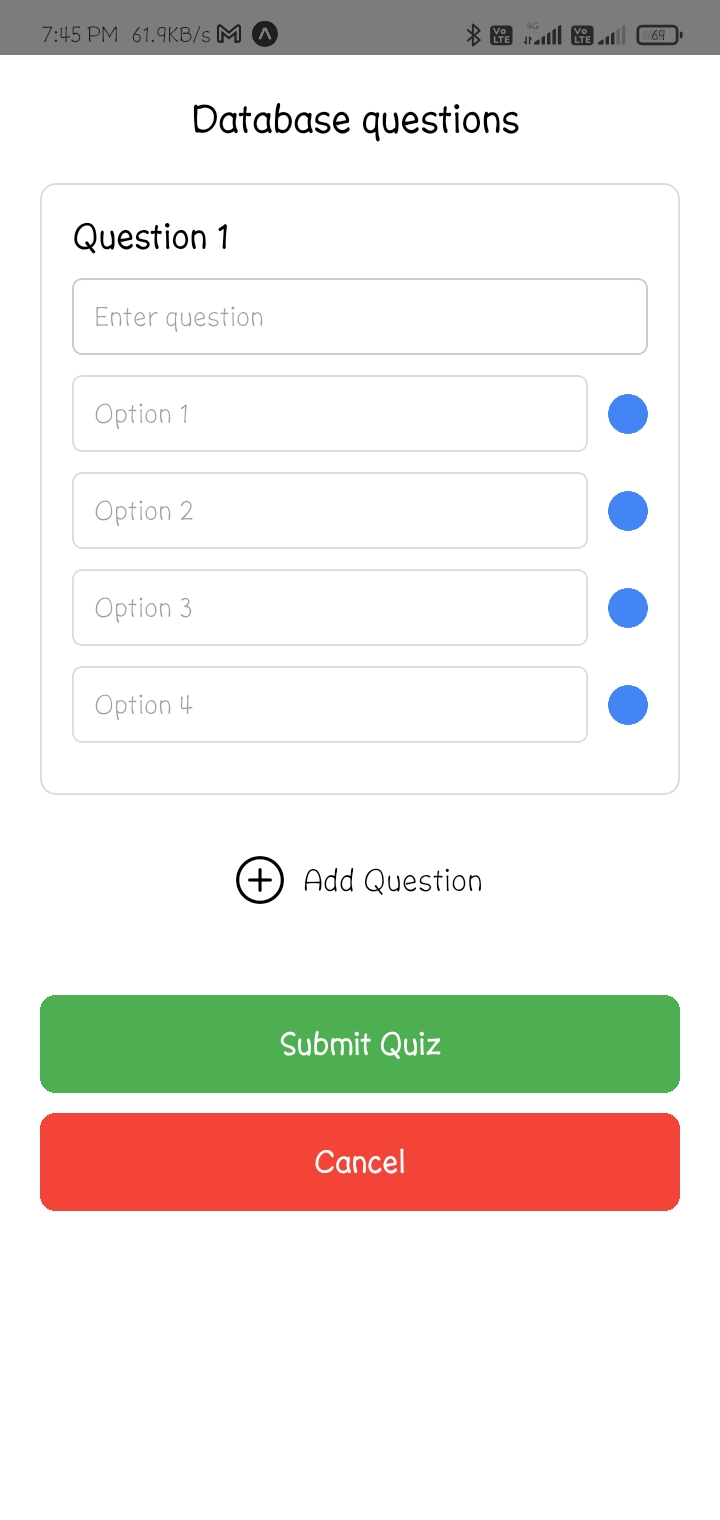 7:45 PM 61.9KB/s Vo LTE 4G Vo LTE 69
Database questions
Question 1
Enter question
Option 1
Option 2
Option 3
Option 4
Add Question
Submit Quiz
Cancel